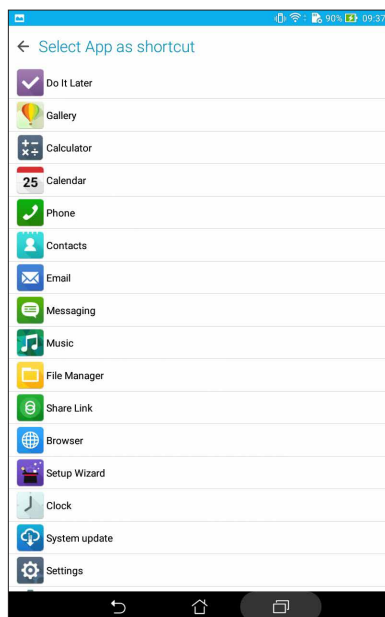 90% 09:37
Select App as shortcut
Do It Later
Gallery
Calculator
25 Calendar
Phone
Contacts
Email
Messaging
Music
File Manager
Share Link
Browser
Setup Wizard
Clock
System update
Settings